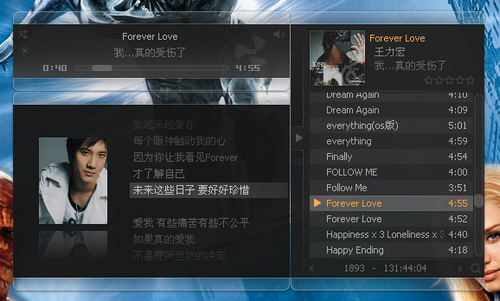 Forever Love
我...真的受伤了
0:40
4:55
我越来越爱你
每个眼神触动我的心
因为你让我看见Forever
才了解自己
未来这些日子 要好好珍惜
爱我 有些痛苦有些不公平
如果真的爱我
不是理所当然的决定
Forever Love
王力宏
我...真的受伤了
Dream Again 4:10
Dream Again 4:09
everything(os版) 5:01
everything 4:59
Finally 4:54
FOLLOW ME 4:00
Follow Me 3:51
Forever Love 4:55
Forever Love 4:52
Happiness x 3 Loneliness x 3 4:34
Happy Ending 4:18
1893 - 131:44:04